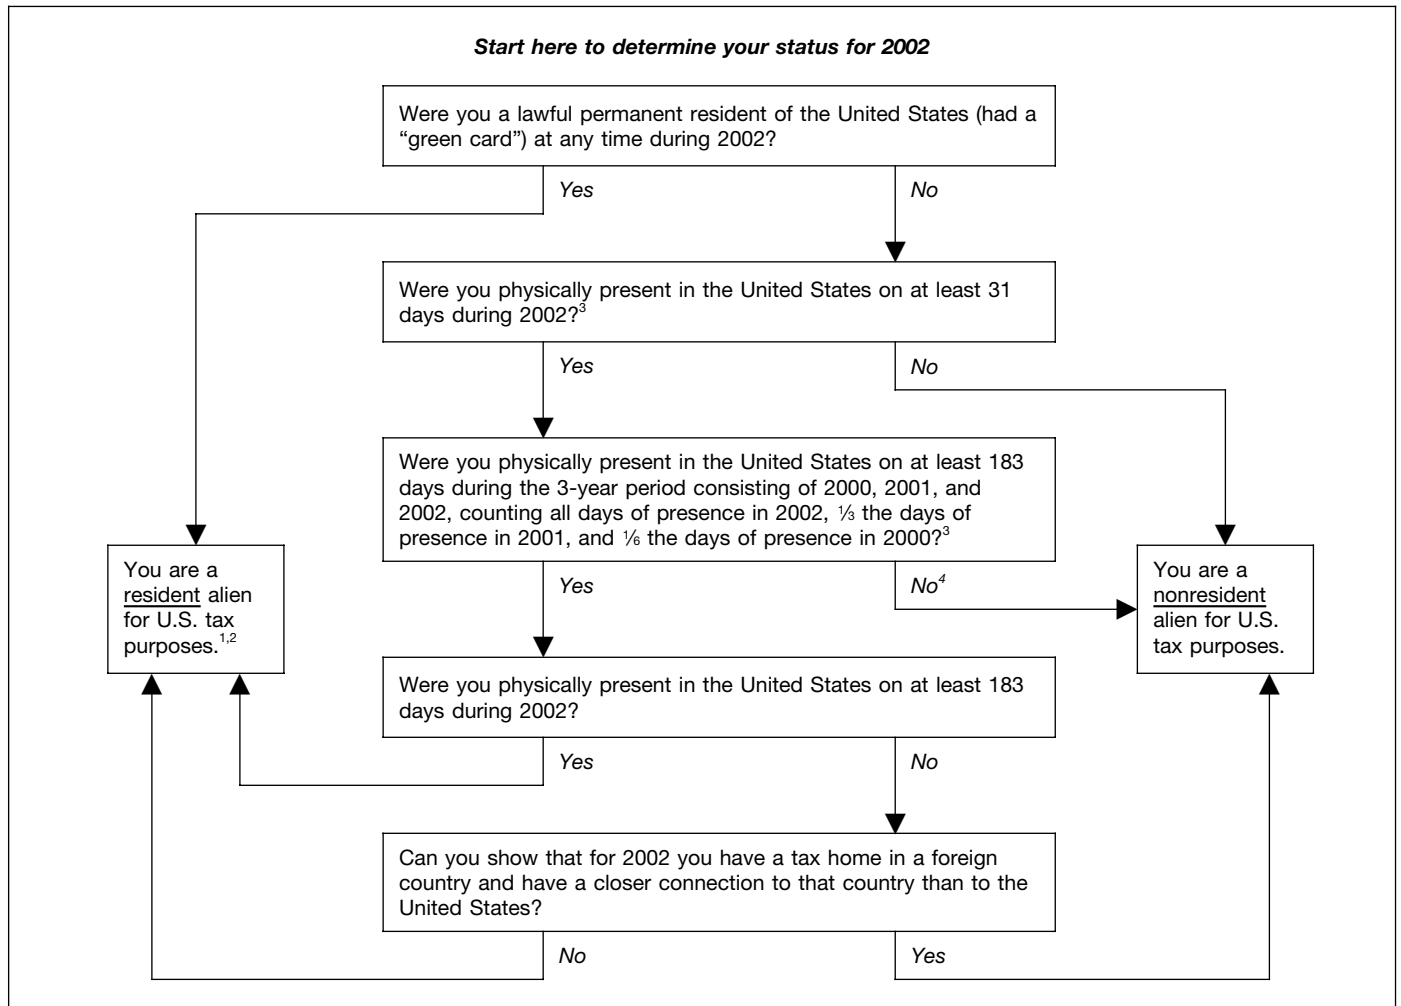 Start here to determine your status for 2002
Were you a lawful permanent resident of the United States (had a
“green card”) at any time during 2002?
Yes
No
Were you physically present in the United States on at least 31
days during 2002?³
Yes
No
Were you physically present in the United States on at least 183
days during the 3-year period consisting of 2000, 2001, and
2002, counting all days of presence in 2002, ⅓ the days of
presence in 2001, and ⅙ the days of presence in 2000?³
Yes
No⁴
You are a
resident alien
for U.S. tax
purposes.¹,²
You are a
nonresident
alien for U.S.
tax purposes.
Were you physically present in the United States on at least 183
days during 2002?
Yes
No
Can you show that for 2002 you have a tax home in a foreign
country and have a closer connection to that country than to the
United States?
No
Yes